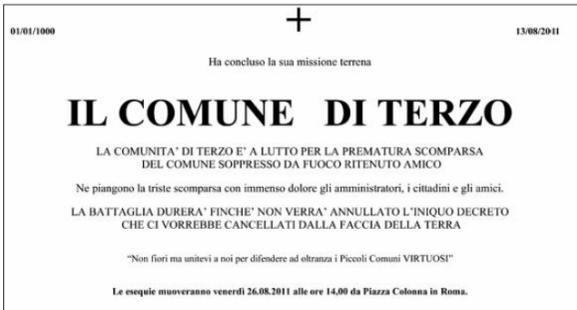 01/01/1000 13/08/2011
Ha concluso la sua missione terrena
IL COMUNE DI TERZO
LA COMUNITA' DI TERZO E' A LUTTO PER LA PREMATURA SCOMPARSA
DEL COMUNE SOPPRESSO DA FUOCO RITENUTO AMICO
Ne piangono la triste scomparsa con immenso dolore gli amministratori, i cittadini e gli amici.
LA BATTAGLIA DURERA' FINCHE' NON VERRA' ANNULLATO L'INIQUO DECRETO
CHE CI VORREBBE CANCELLATI DALLA FACCIA DELLA TERRA
“Non fiori ma unitevi a noi per difendere ad oltranza i Piccoli Comuni VIRTUOSI”
Le esequie muoveranno venerdì 26.08.2011 alle ore 14,00 da Piazza Colonna in Roma.